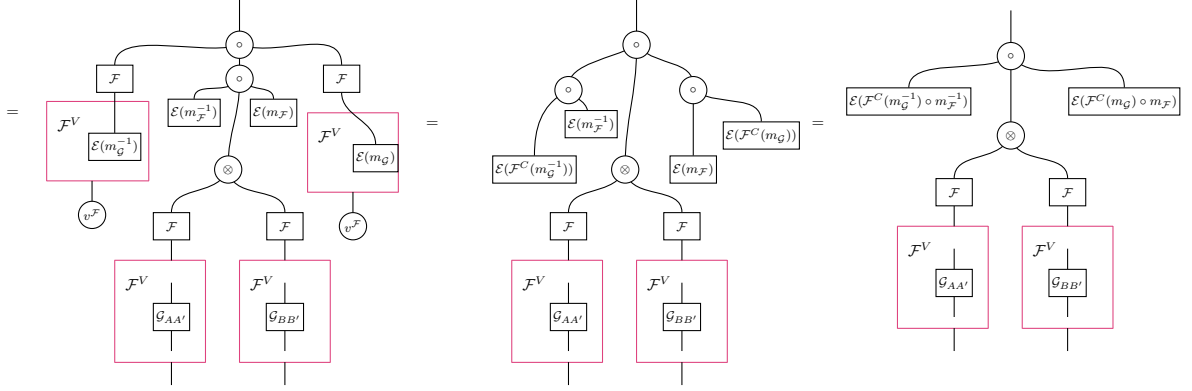 = ∘
ℱ ∘ ℱ
ℱ^V ℰ(m_ℱ^{-1}) ℰ(m_ℱ) ℱ^V
ℰ(m_𝒢^{-1}) ℰ(m_𝒢)
⊗
v^ℱ v^ℱ
ℱ ℱ
ℱ^V ℱ^V
𝒢_{AA'} 𝒢_{BB'}
= ∘
∘ ∘
ℰ(m_ℱ^{-1}) ℰ(ℱ^C(m_𝒢))
ℰ(ℱ^C(m_𝒢^{-1})) ⊗ ℰ(m_ℱ)
ℱ ℱ
ℱ^V ℱ^V
𝒢_{AA'} 𝒢_{BB'}
= ∘
ℰ(ℱ^C(m_𝒢^{-1}) ∘ m_ℱ^{-1}) ℰ(ℱ^C(m_𝒢) ∘ m_ℱ)
⊗
ℱ ℱ
ℱ^V ℱ^V
𝒢_{AA'} 𝒢_{BB'}